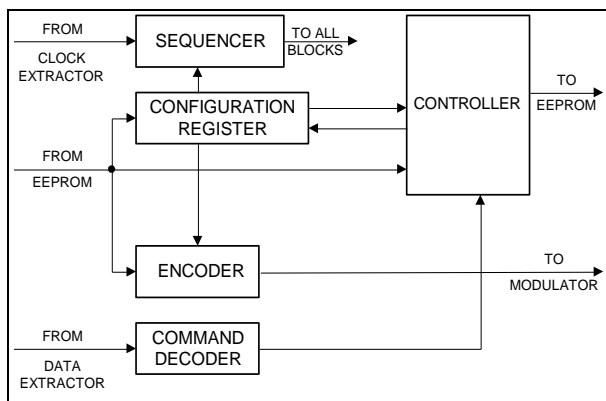 FROM
CLOCK
EXTRACTOR
SEQUENCER
TO ALL
BLOCKS
CONFIGURATION
REGISTER
CONTROLLER
TO
EEPROM
FROM
EEPROM
ENCODER
TO
MODULATOR
FROM
DATA
EXTRACTOR
COMMAND
DECODER